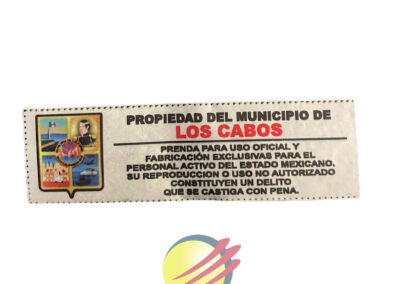 PROPIEDAD DEL MUNICIPIO DE
LOS CABOS
PRENDA PARA USO OFICIAL Y
FABRICACIÓN EXCLUSIVAS PARA EL
PERSONAL ACTIVO DEL ESTADO MEXICANO.
SU REPRODUCCION O USO NO AUTORIZADO
CONSTITUYEN UN DELITO
QUE SE CASTIGA CON PENA.